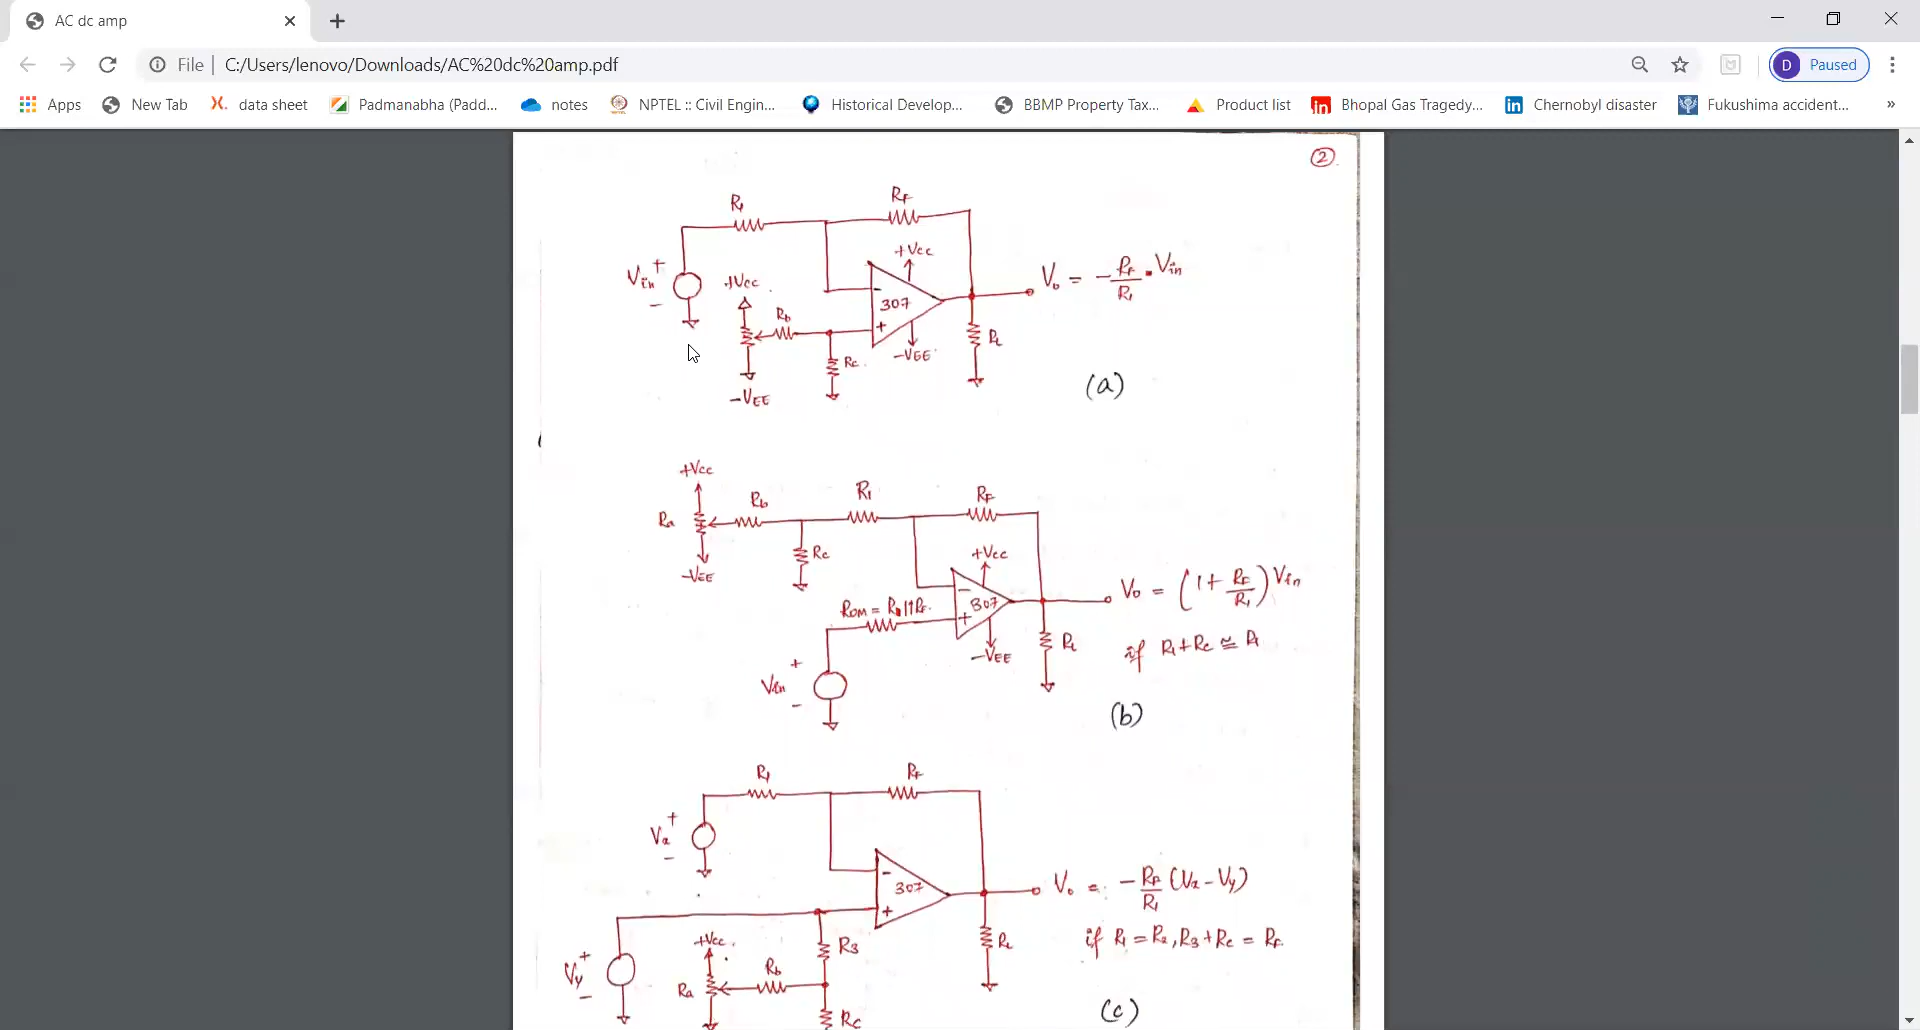 AC dc amp
File | C:/Users/lenovo/Downloads/AC%20dc%20amp.pdf
D Paused
Apps New Tab X. data sheet Padmanabha (Padd... notes NPTEL :: Civil Engin... Historical Develop... BBMP Property Tax... Product list Bhopal Gas Tragedy,... Chernobyl disaster Fukushima accident... »
2
R1 RF
+Vcc
Vin + - +Vcc Rb - 307 + Vo = -RF/R1 . Vin
Rc -VEE RL
-VEE
(a)
+Vcc
Ra Rb R1 RF
Rc +Vcc
-VEE
ROM = R1||RF - 307 + Vo = (1 + RF/R1) Vin
-VEE RL if R1+Rc ≅ R1
Vin + -
(b)
R1 RF
Vx + -
- 307 + Vo = -RF/R1 (Vx - Vy)
+Vcc R3 RL if R1 = R2, R3+Rc = RF.
Vy + - Ra Rb
Rc (c)